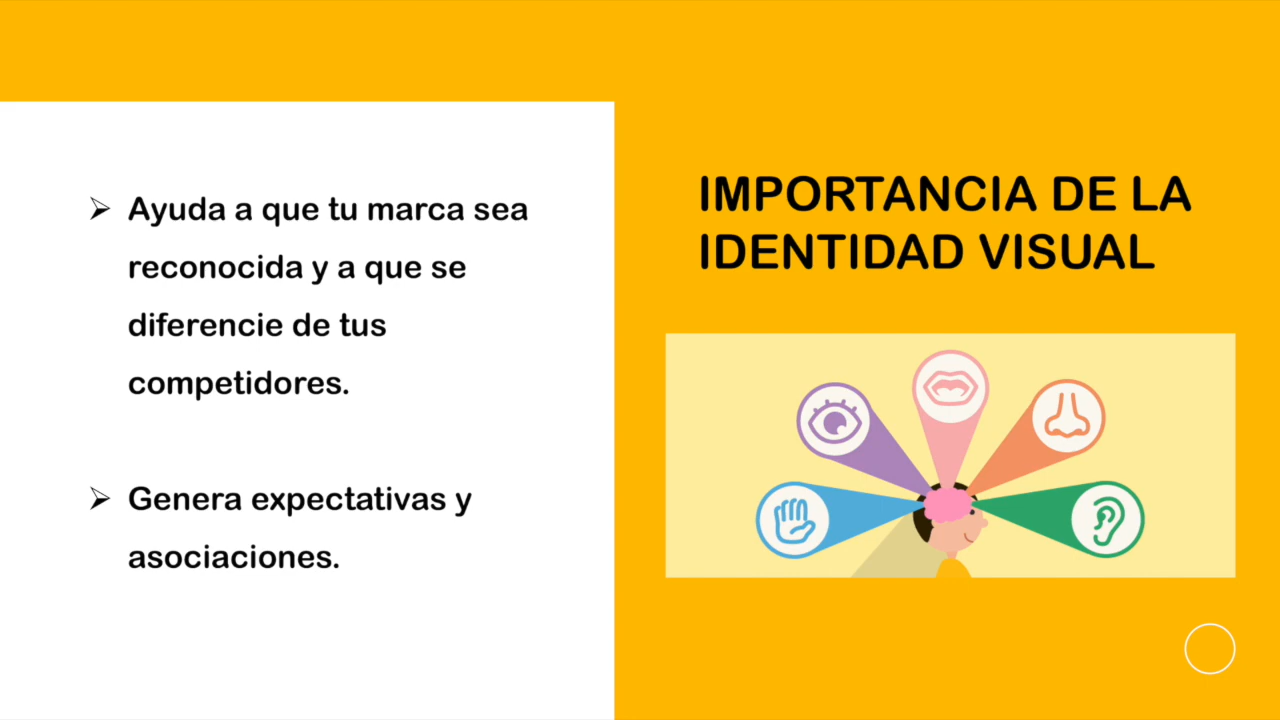 Ayuda a que tu marca sea
reconocida y a que se
diferencie de tus
competidores.
Genera expectativas y
asociaciones.
IMPORTANCIA DE LA
IDENTIDAD VISUAL